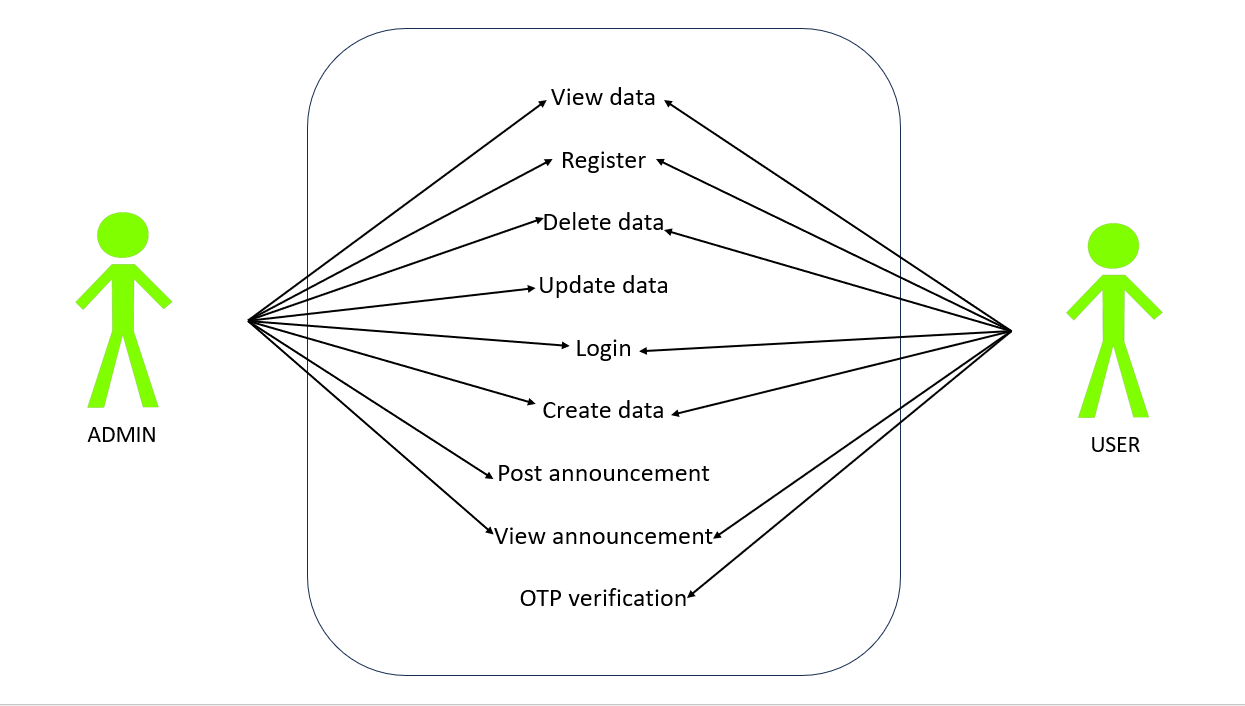 View data
Register
Delete data
Update data
Login
Create data
Post announcement
View announcement
OTP verification
ADMIN
USER